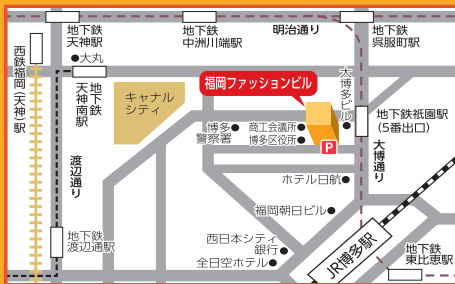 地下鉄
天神駅
地下鉄
中洲川端駅
明治通り
地下鉄
呉服町駅
西鉄福岡(天神)駅
大丸
地下鉄
天神南駅
キャナル
シティ
福岡ファッションビル
大博多ビル
地下鉄祇園駅
(5番出口)
博多
警察署
商工会議所
博多区役所
P
大博通り
渡辺通り
ホテル日航
福岡朝日ビル
地下鉄
渡辺通駅
西日本シティ
銀行
全日空ホテル
JR博多駅
地下鉄
東比恵駅